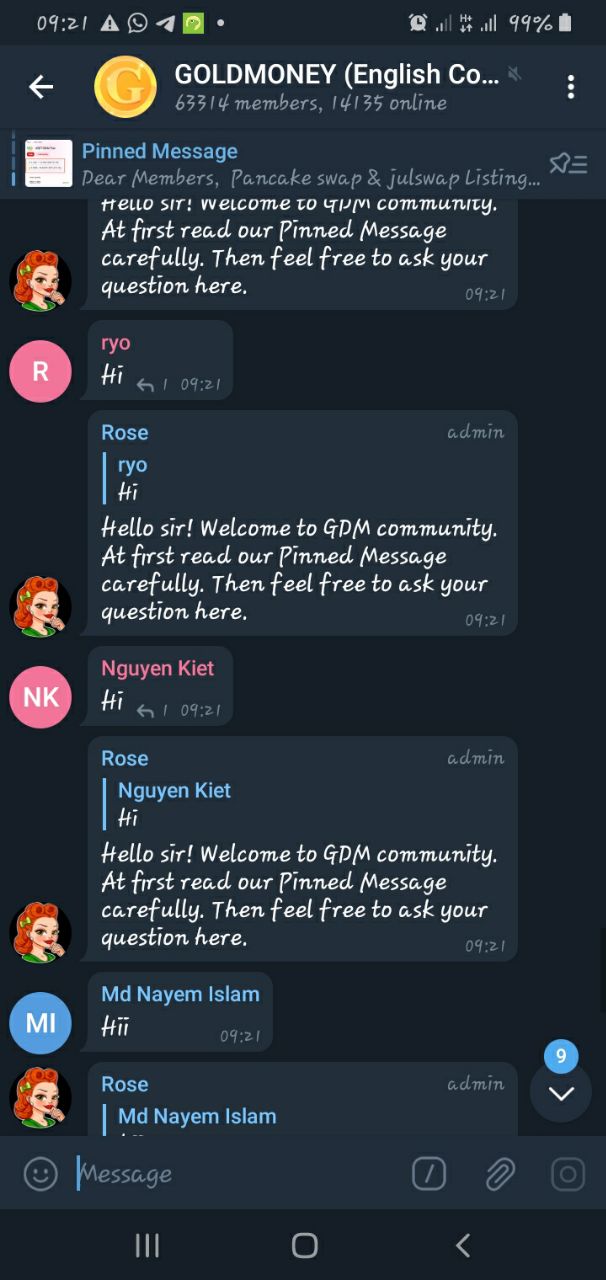 09:21
H+
99%
GOLDMONEY (English Co...
63314 members, 14135 online
Pinned Message
Dear Members, Pancake swap & julswap Listing...
Hello sir! Welcome to GDM community.
At first read our Pinned Message
carefully. Then feel free to ask your
question here.
09:21
R
ryo
Hi
1 09:21
Rose
admin
ryo
Hi
Hello sir! Welcome to GDM community.
At first read our Pinned Message
carefully. Then feel free to ask your
question here.
09:21
NK
Nguyen Kiet
Hi
1 09:21
Rose
admin
Nguyen Kiet
Hi
Hello sir! Welcome to GDM community.
At first read our Pinned Message
carefully. Then feel free to ask your
question here.
09:21
MI
Md Nayem Islam
Hii
09:21
9
Rose
admin
Md Nayem Islam
Message